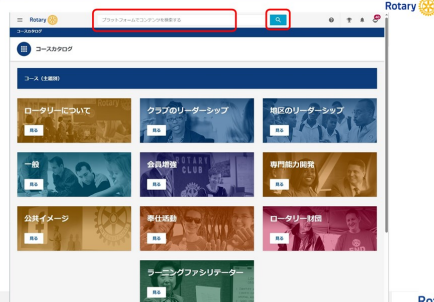 Rotary
Rotary
プラットフォームでコンテンツを検索する
コースカタログ
コースカタログ
コース (主題別)
ロータリーについて
見る
クラブのリーダーシップ
見る
地区のリーダーシップ
見る
一般
見る
会員増強
ROTARY
CLUB
見る
専門能力開発
見る
公共イメージ
見る
奉仕活動
見る
ロータリー財団
見る
ラーニングファシリテーター
見る